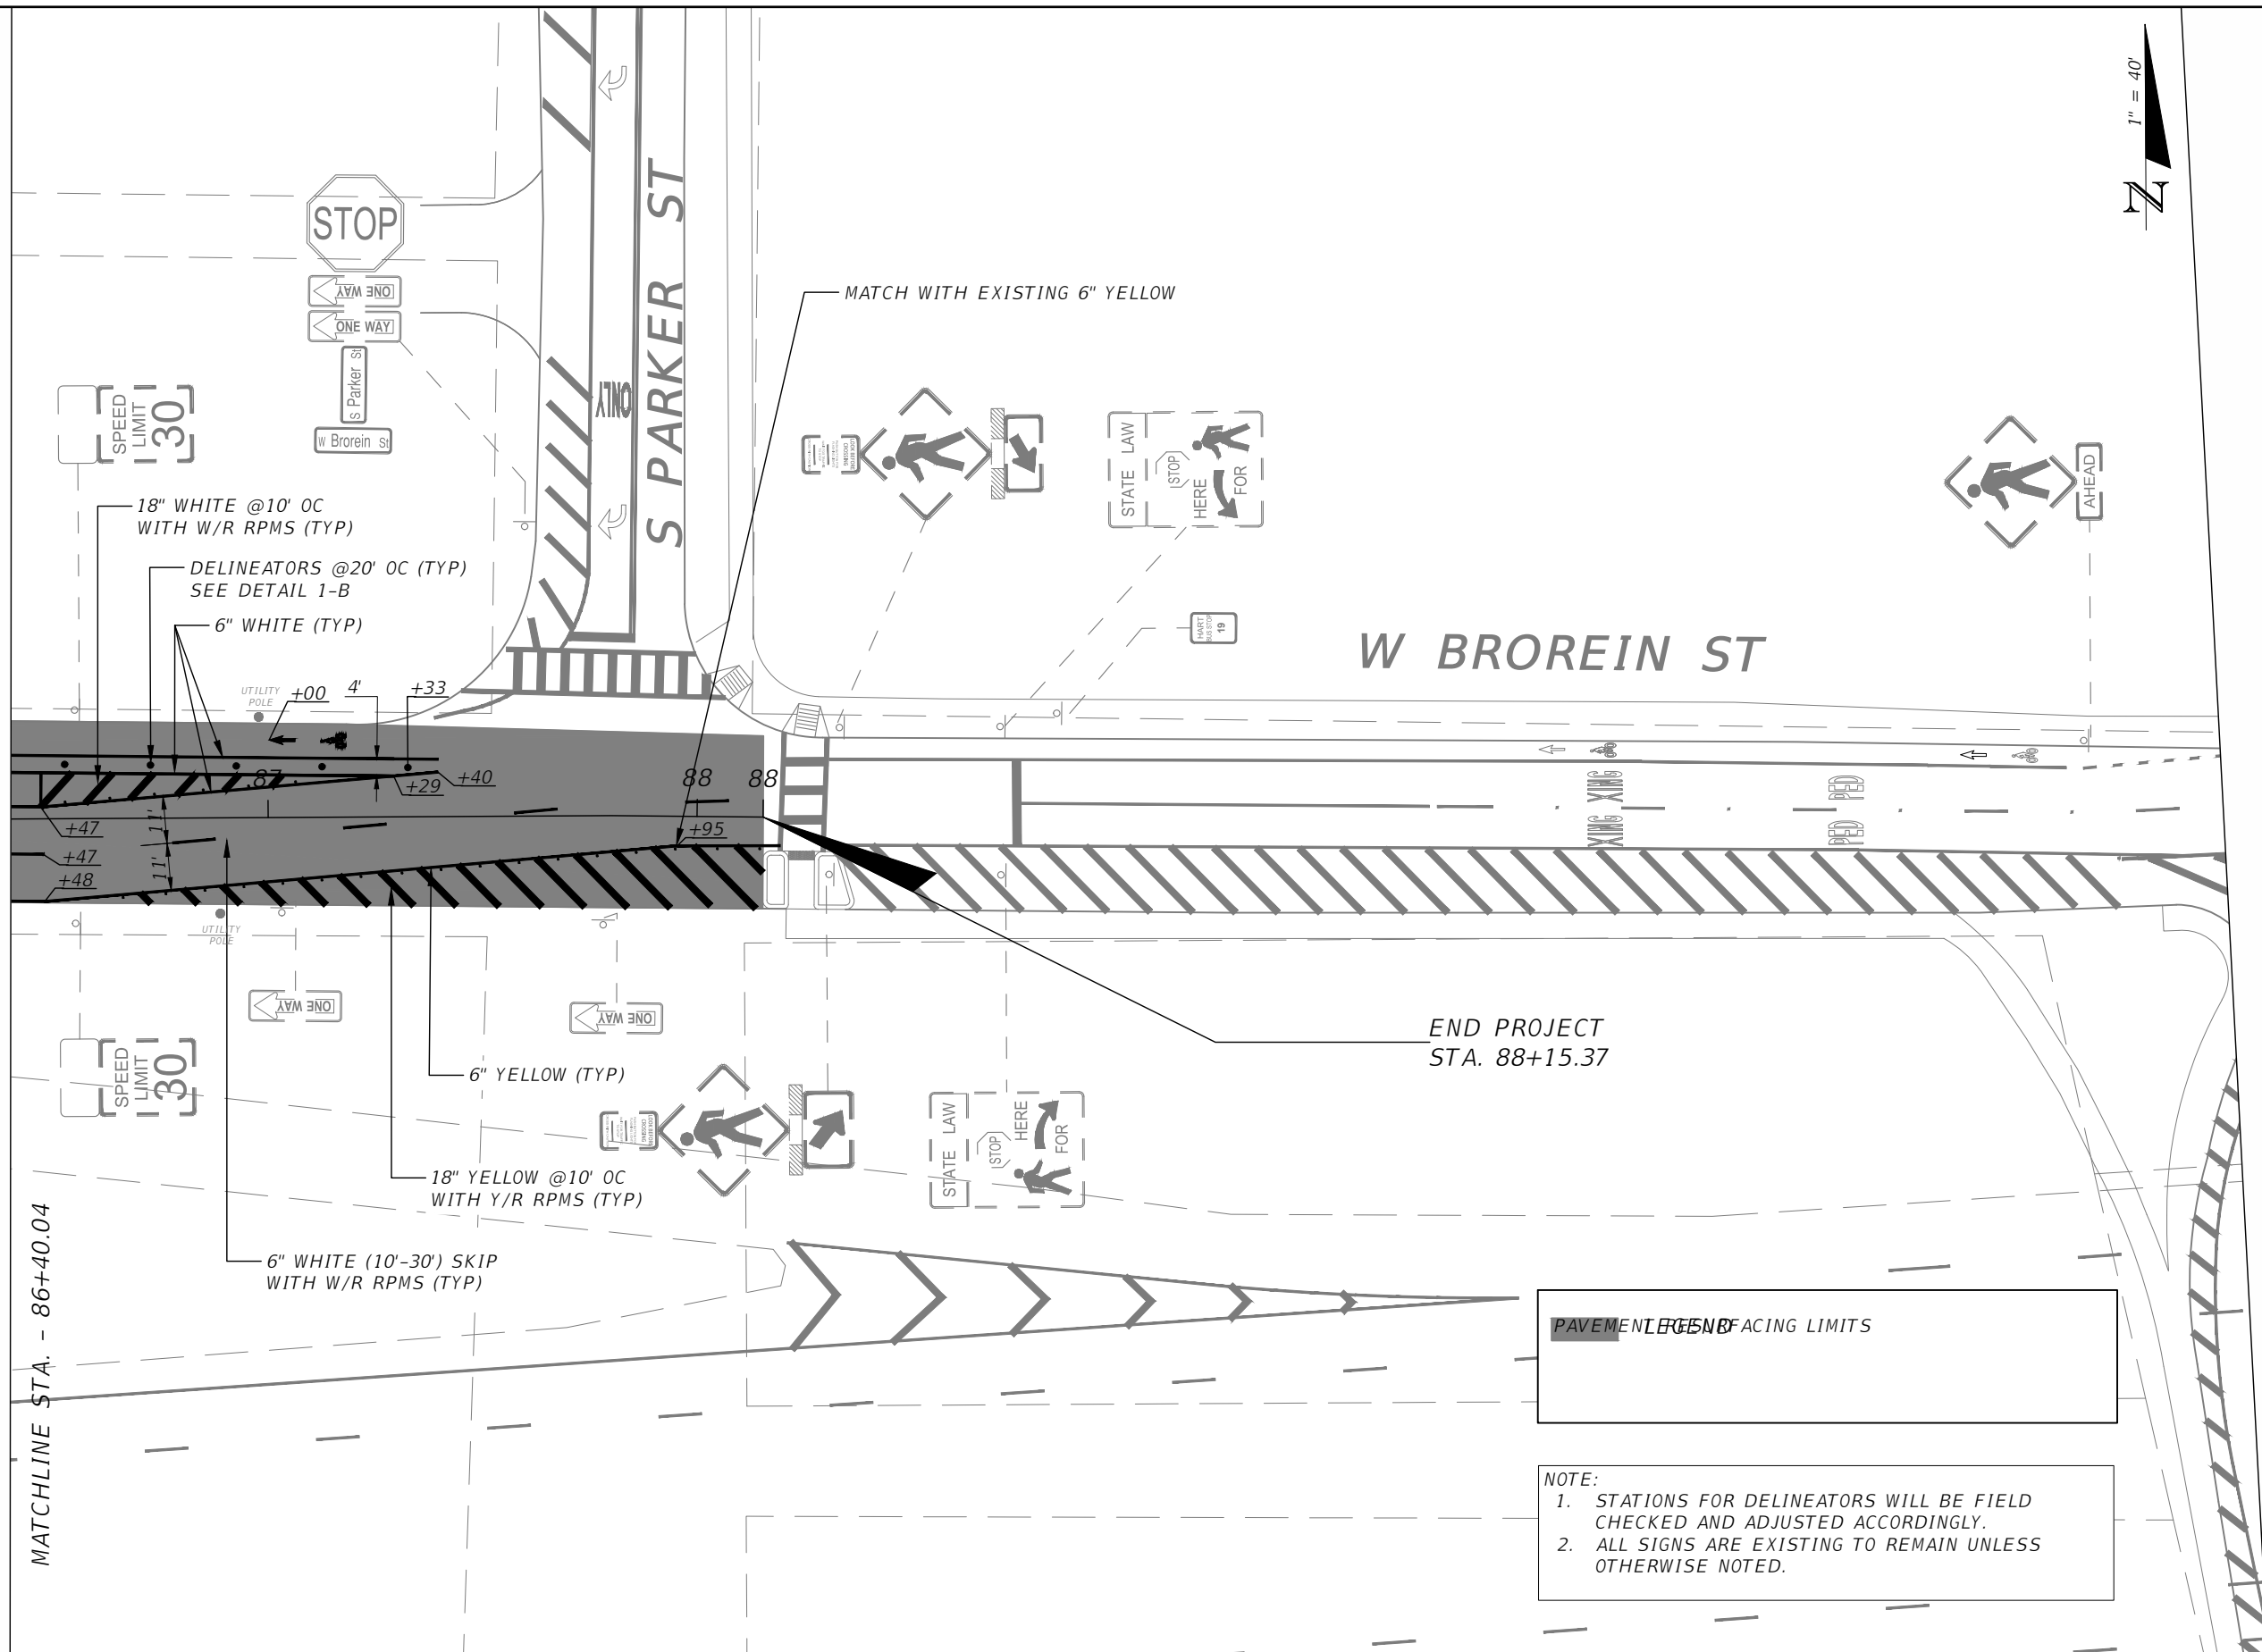 1" = 40'
N
STOP
ONE WAY
ONE WAY
S Parker St
W Brorein St
SPEED
LIMIT
30
ONLY
S PARKER ST
MATCH WITH EXISTING 6" YELLOW
LOOK BEFORE
CROSSING
STATE LAW
STOP
HERE
FOR
AHEAD
18" WHITE @10' OC
WITH W/R RPMS (TYP)
DELINEATORS @20' OC (TYP)
SEE DETAIL 1-B
6" WHITE (TYP)
HART
BUS STOP
19
W BROREIN ST
UTILITY
POLE
+00
4'
+33
87
+29
+40
88
88
+47
11'
+95
+47
11'
+48
XING
XING
PED
PED
UTILITY
POLE
ONE WAY
ONE WAY
END PROJECT
STA. 88+15.37
SPEED
LIMIT
30
6" YELLOW (TYP)
LOOK BEFORE
CROSSING
STATE LAW
STOP
HERE
FOR
18" YELLOW @10' OC
WITH Y/R RPMS (TYP)
6" WHITE (10'-30') SKIP
WITH W/R RPMS (TYP)
MATCHLINE STA. - 86+40.04
LEGEND
PAVEMENT RESURFACING LIMITS
NOTE:
1. STATIONS FOR DELINEATORS WILL BE FIELD
CHECKED AND ADJUSTED ACCORDINGLY.
2. ALL SIGNS ARE EXISTING TO REMAIN UNLESS
OTHERWISE NOTED.